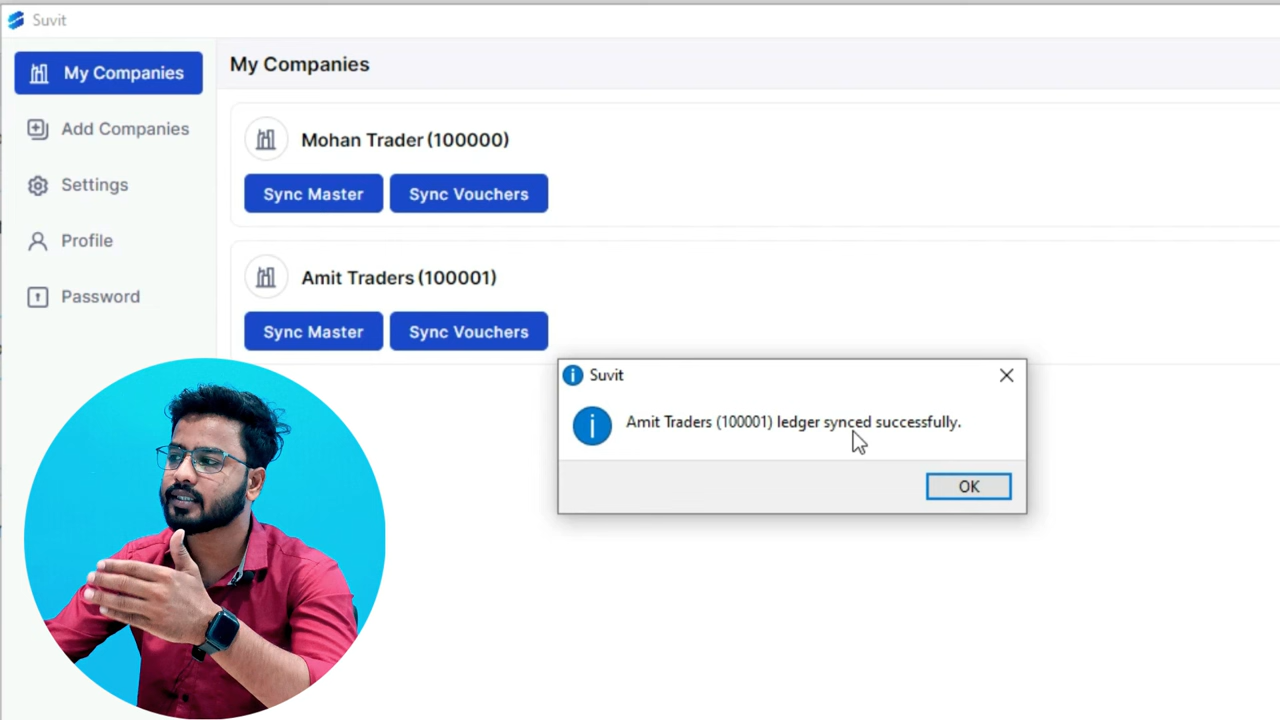 Suvit
My Companies
Add Companies
Settings
Profile
Password
My Companies
Mohan Trader (100000)
Sync Master
Sync Vouchers
Amit Traders (100001)
Sync Master
Sync Vouchers
Suvit
Amit Traders (100001) ledger synced successfully.
OK